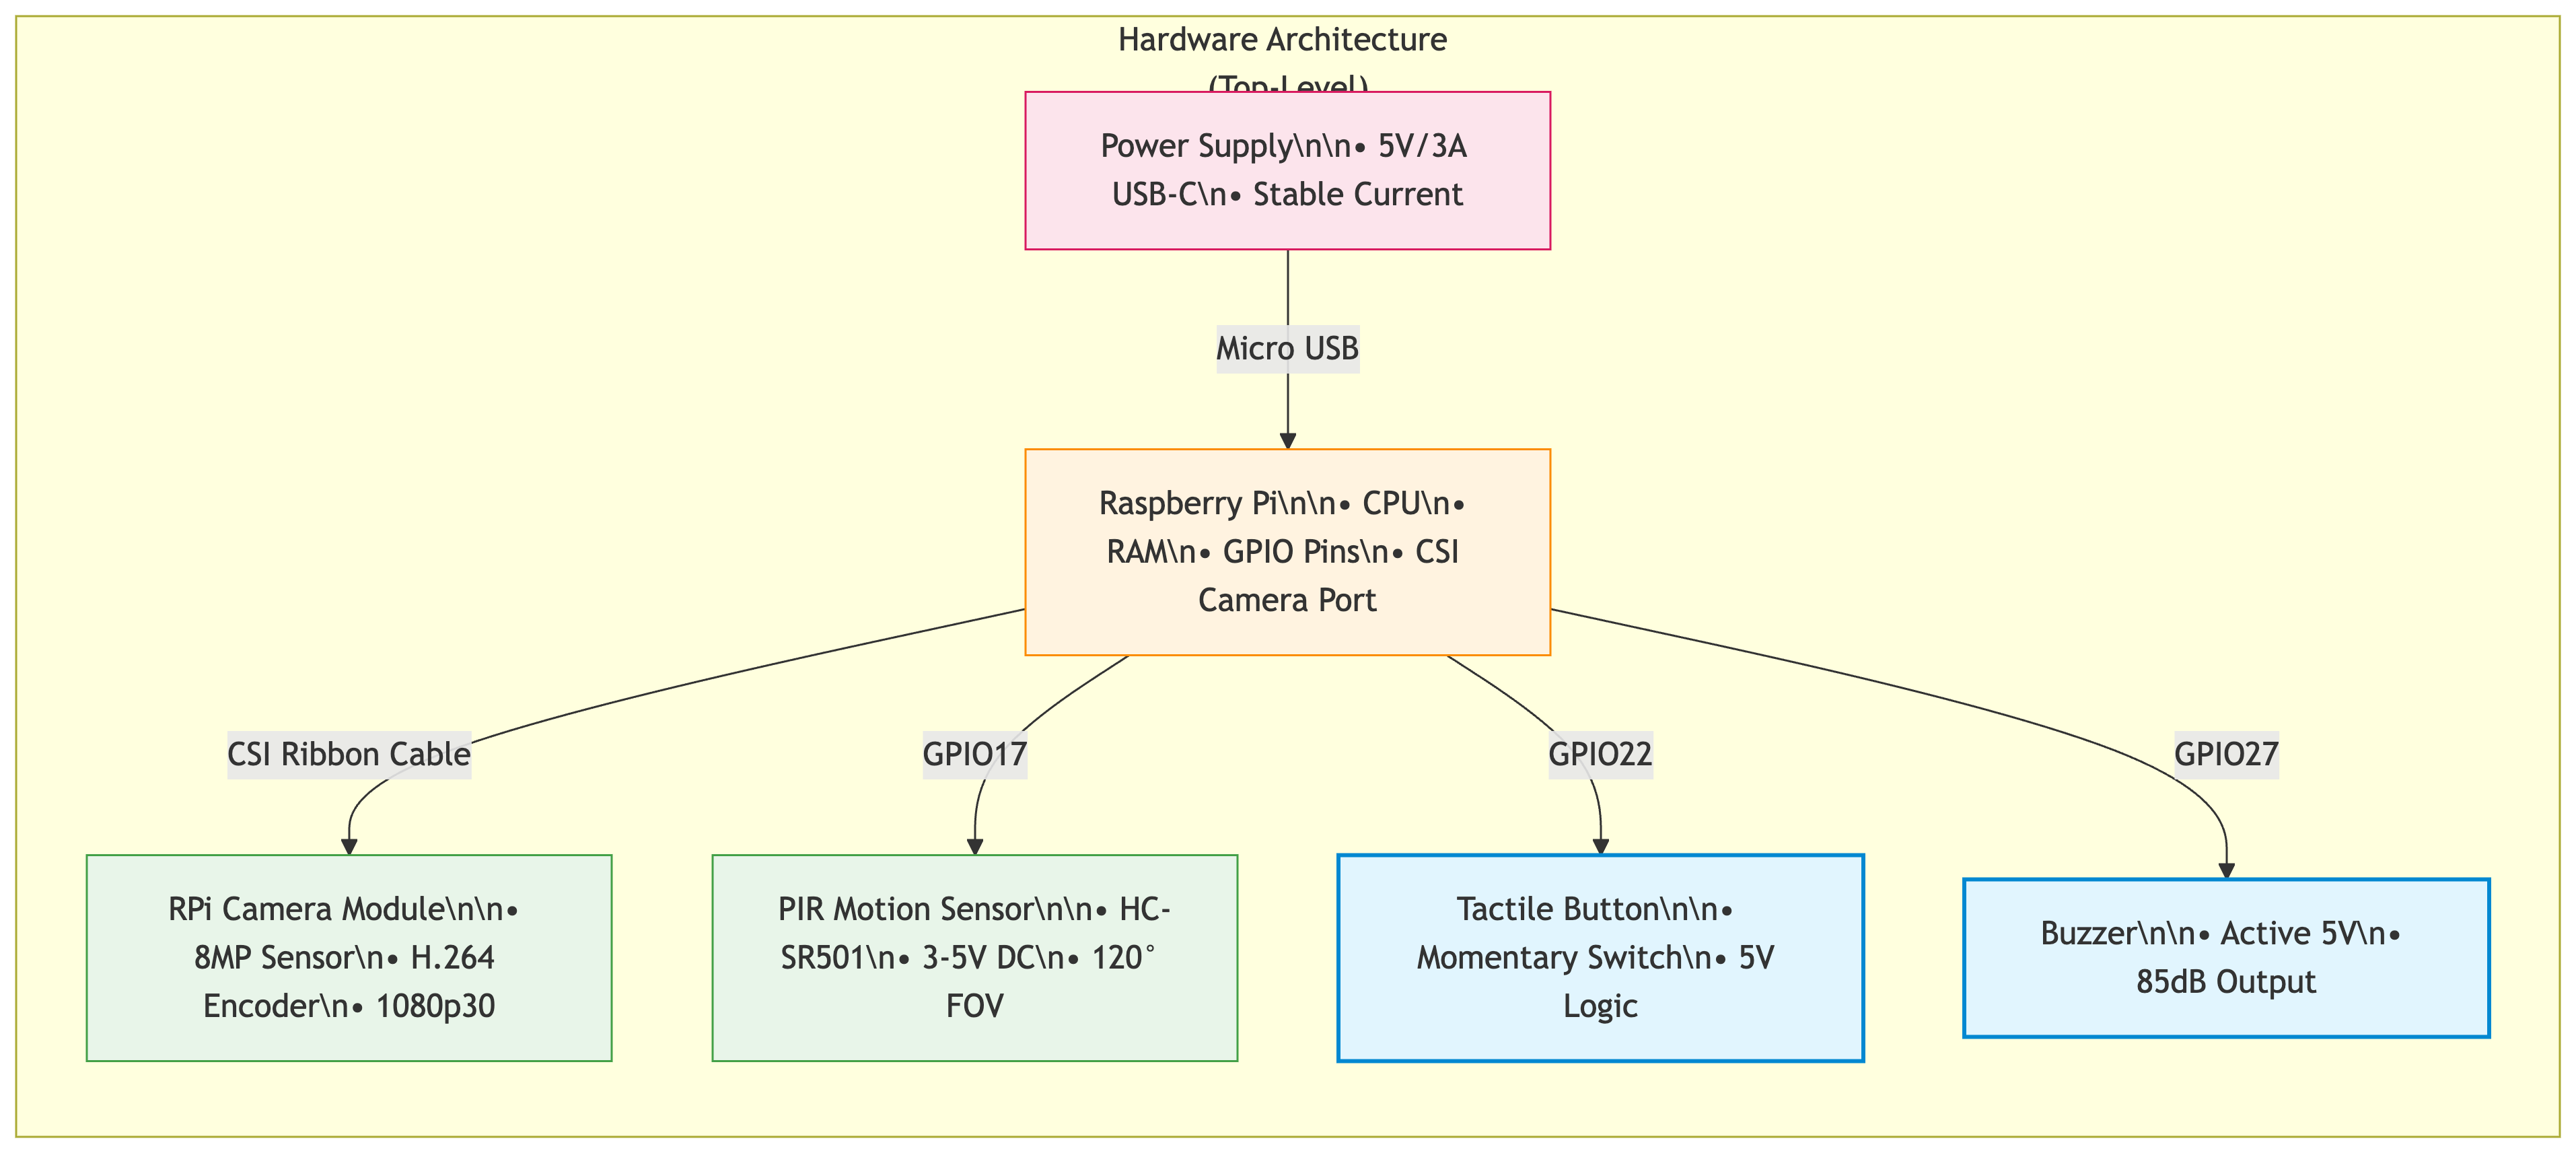 Hardware Architecture
(Top-Level)
Power Supply\n\n• 5V/3A
USB-C\n• Stable Current
Micro USB
Raspberry Pi\n\n• CPU\n•
RAM\n• GPIO Pins\n• CSI
Camera Port
CSI Ribbon Cable
GPIO17
GPIO22
GPIO27
RPi Camera Module\n\n•
8MP Sensor\n• H.264
Encoder\n• 1080p30
PIR Motion Sensor\n\n• HC-
SR501\n• 3-5V DC\n• 120°
FOV
Tactile Button\n\n•
Momentary Switch\n• 5V
Logic
Buzzer\n\n• Active 5V\n•
85dB Output